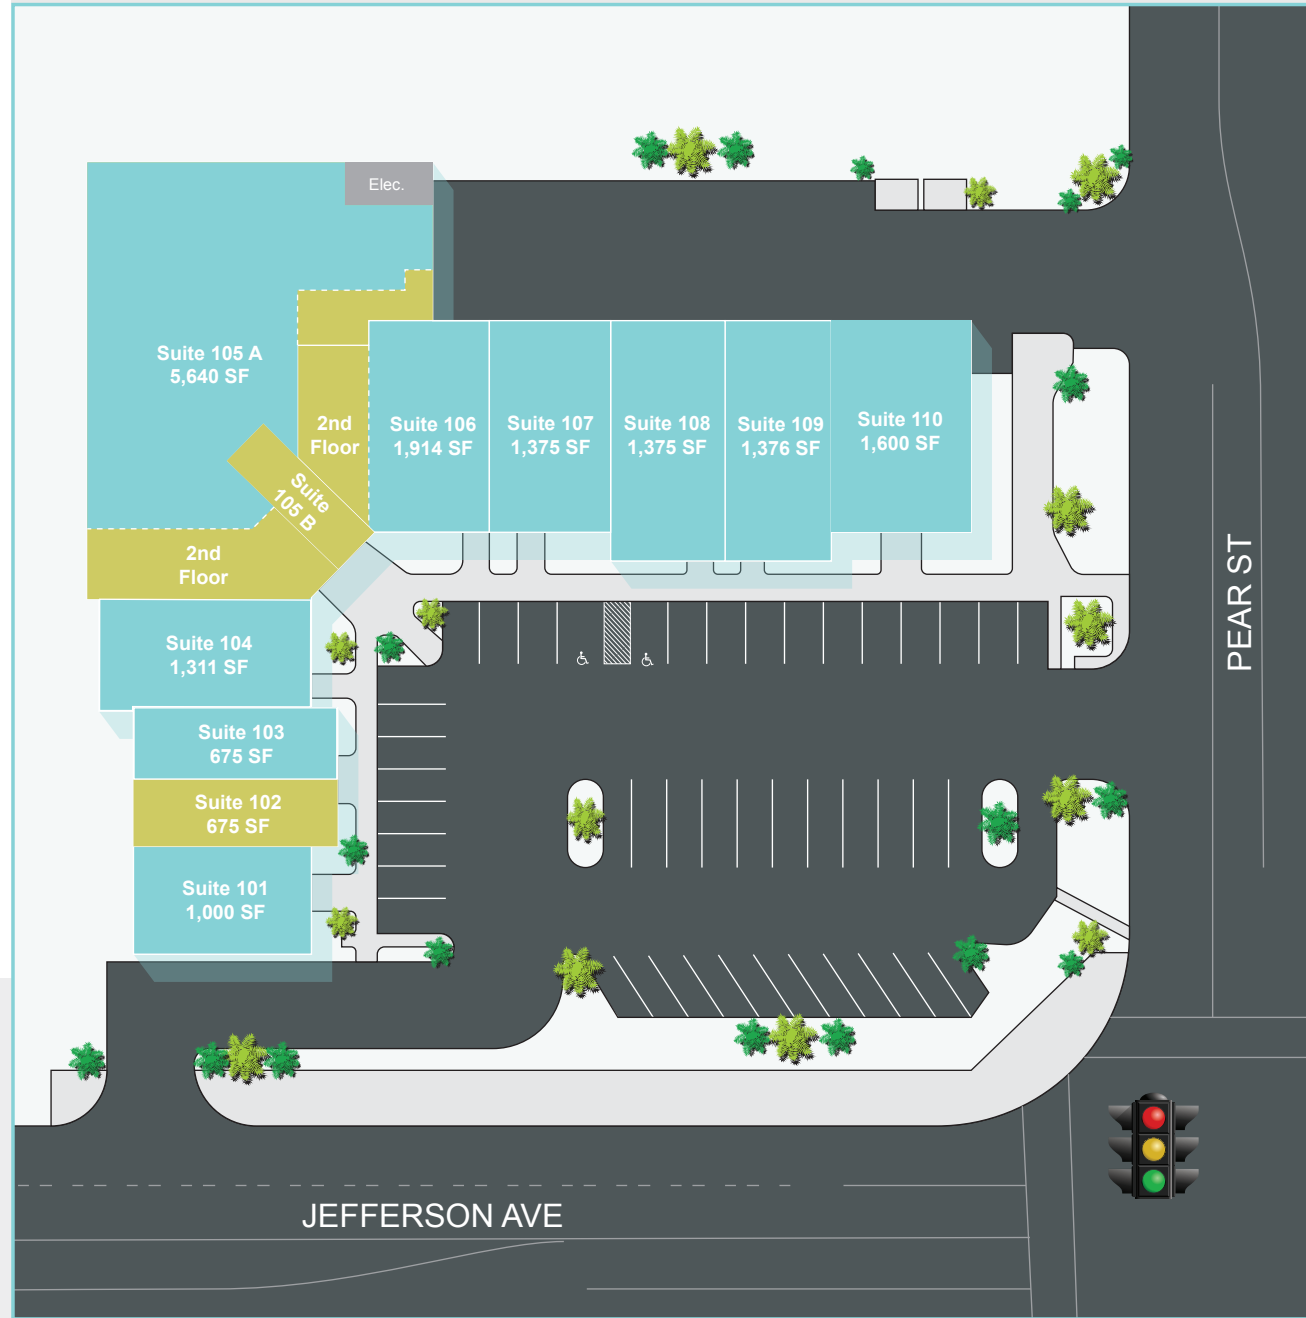 Elec.
Suite 105 A
5,640 SF
2nd
Floor
Suite 106
1,914 SF
Suite 107
1,375 SF
Suite 108
1,375 SF
Suite 109
1,376 SF
Suite 110
1,600 SF
Suite
105 B
2nd
Floor
Suite 104
1,311 SF
Suite 103
675 SF
Suite 102
675 SF
Suite 101
1,000 SF
PEAR ST
JEFFERSON AVE